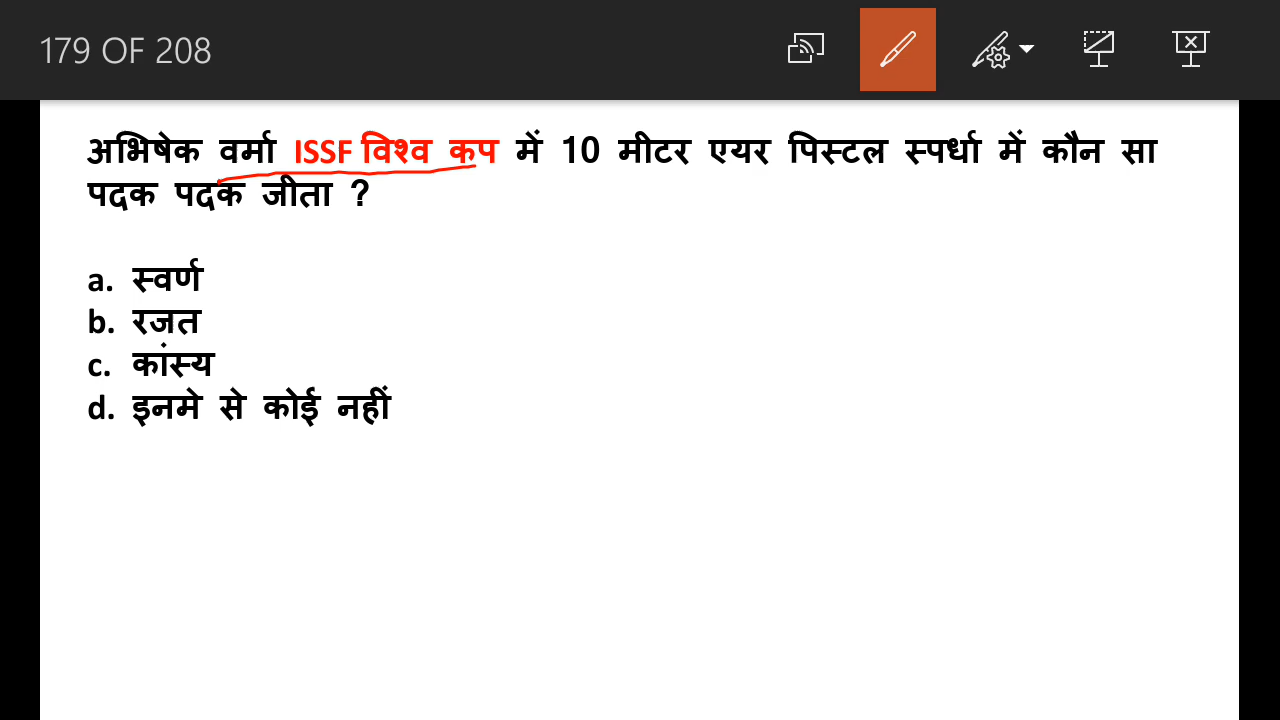 179 OF 208
अभिषेक वर्मा ISSF विश्व कप में 10 मीटर एयर पिस्टल स्पर्धा में कौन सा
पदक पदक जीता ?
a. स्वर्ण
b. रजत
c. कांस्य
d. इनमे से कोई नहीं